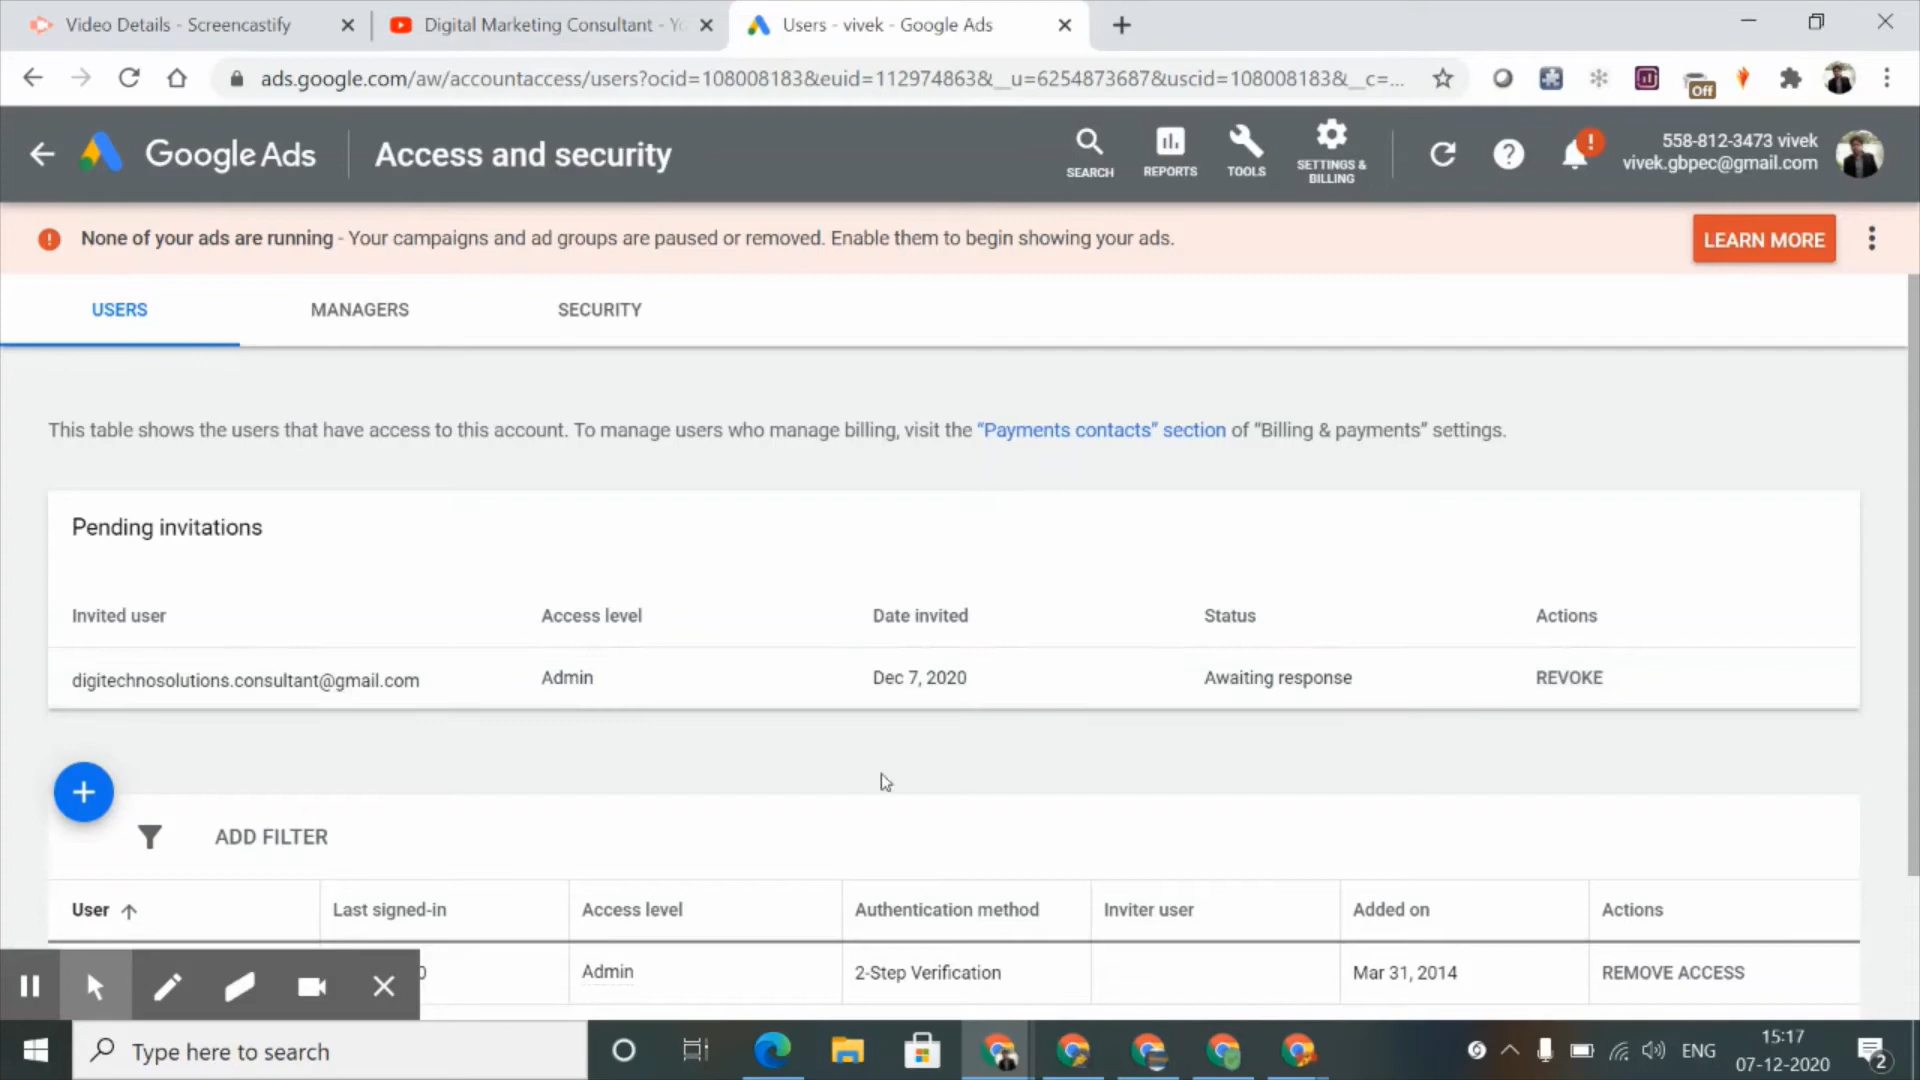 Video Details - Screencastify
Digital Marketing Consultant - Yo
Users - vivek - Google Ads
ads.google.com/aw/accountaccess/users?ocid=108008183&euid=112974863&__u=6254873687&uscid=108008183&__c=...
Off
Google Ads
Access and security
SEARCH
REPORTS
TOOLS
SETTINGS & BILLING
!
558-812-3473 vivek
vivek.gbpec@gmail.com
None of your ads are running - Your campaigns and ad groups are paused or removed. Enable them to begin showing your ads.
LEARN MORE
USERS
MANAGERS
SECURITY
This table shows the users that have access to this account. To manage users who manage billing, visit the “Payments contacts” section of “Billing & payments” settings.
Pending invitations
Invited user
Access level
Date invited
Status
Actions
digitechnosolutions.consultant@gmail.com
Admin
Dec 7, 2020
Awaiting response
REVOKE
ADD FILTER
User
Last signed-in
Access level
Authentication method
Inviter user
Added on
Actions
0
Admin
2-Step Verification
Mar 31, 2014
REMOVE ACCESS
Type here to search
ENG
15:17
07-12-2020
2